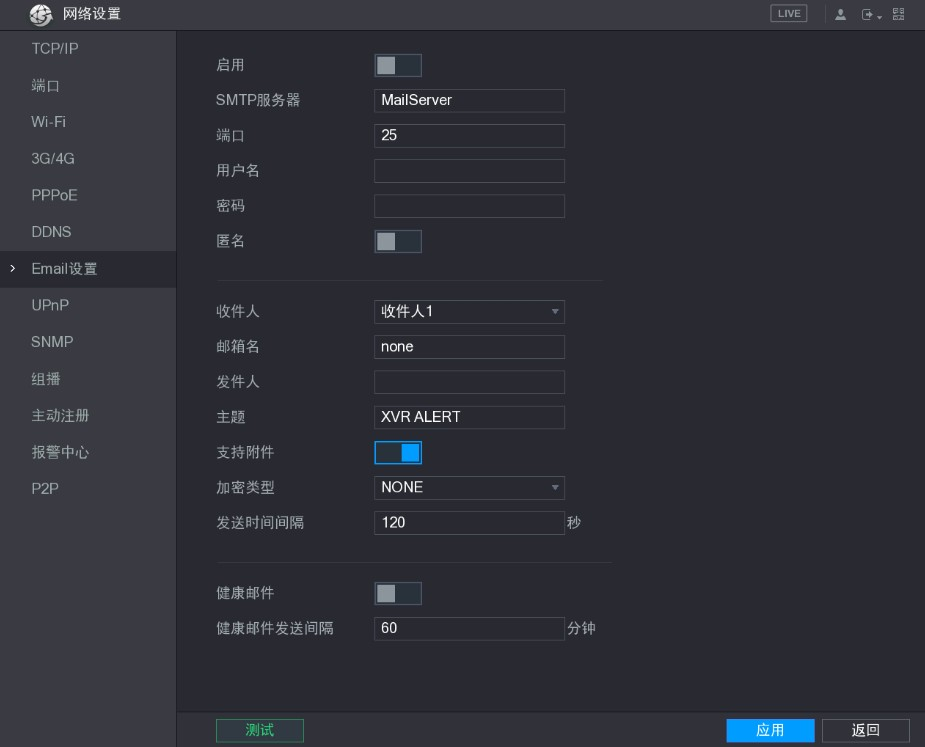 网络设置
LIVE
TCP/IP
端口
Wi-Fi
3G/4G
PPPoE
DDNS
Email设置
UPnP
SNMP
组播
主动注册
报警中心
P2P
启用
SMTP服务器 MailServer
端口 25
用户名
密码
匿名
收件人 收件人1
邮箱名 none
发件人
主题 XVR ALERT
支持附件
加密类型 NONE
发送时间间隔 120 秒
健康邮件
健康邮件发送间隔 60 分钟
测试 应用 返回